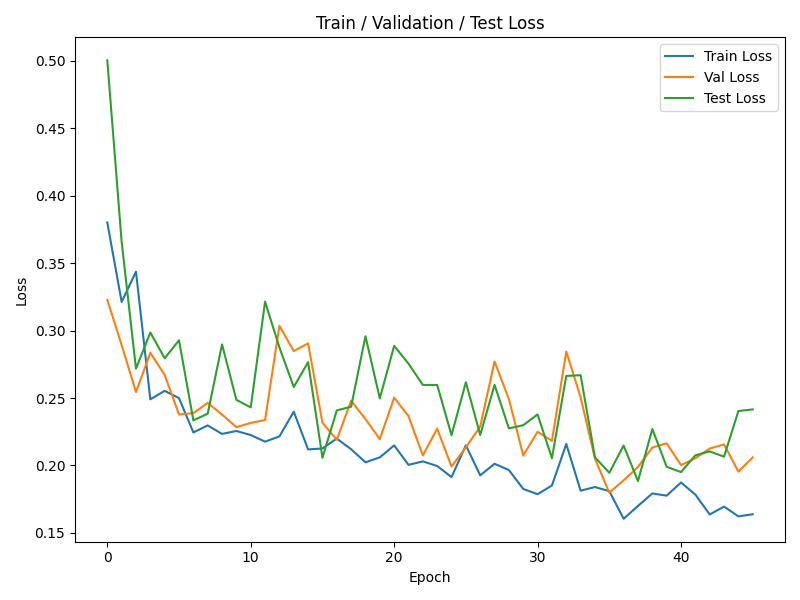 Train / Validation / Test Loss
Train Loss
Val Loss
Test Loss
0.50
0.45
0.40
0.35
0.30
0.25
0.20
0.15
Loss
0 10 20 30 40
Epoch